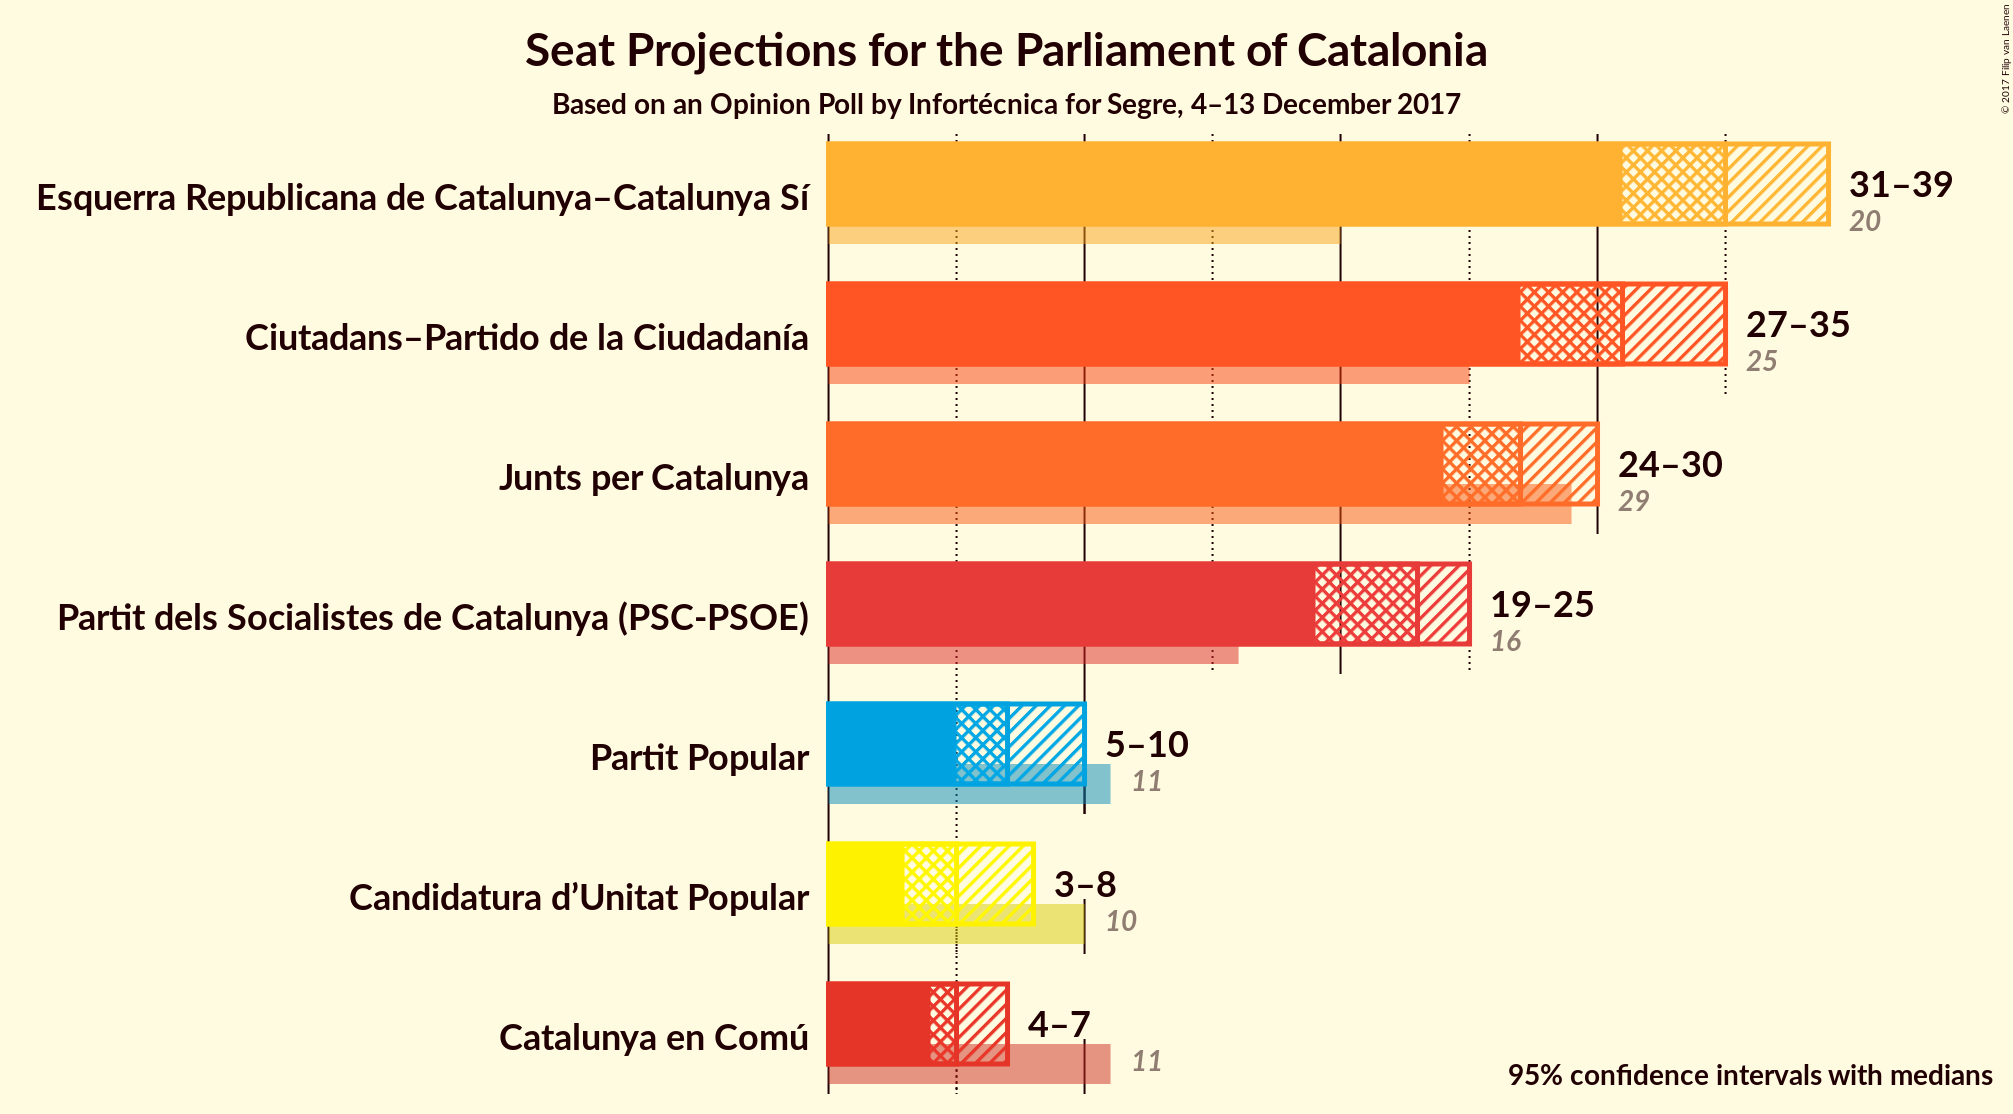 Seat Projections for the Parliament of Catalonia
Based on an Opinion Poll by Infortécnica for Segre, 4–13 December 2017
© 2017 Filip van Laenen
Esquerra Republicana de Catalunya–Catalunya Sí
31–39
20
Ciutadans–Partido de la Ciudadanía
27–35
25
Junts per Catalunya
24–30
29
Partit dels Socialistes de Catalunya (PSC-PSOE)
19–25
16
Partit Popular
5–10
11
Candidatura d’Unitat Popular
3–8
10
Catalunya en Comú
4–7
11
95% confidence intervals with medians